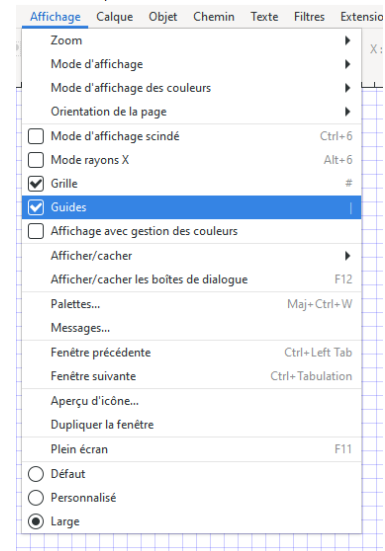 Affichage Calque Objet Chemin Texte Filtres
X:
Zoom
Mode d'affichage
Mode d'affichage des couleurs
Orientation de la page
Mode d'affichage scindé Ctrl+6
Mode rayons X Alt+6
Grille #
Guides |
Affichage avec gestion des couleurs
Afficher/cacher
Afficher/cacher les boîtes de dialogue F12
Palettes... Maj+Ctrl+W
Messages...
Fenêtre précédente Ctrl+Left Tab
Fenêtre suivante Ctrl+Tabulation
Aperçu d'icône...
Dupliquer la fenêtre
Plein écran F11
Défaut
Personnalisé
Large